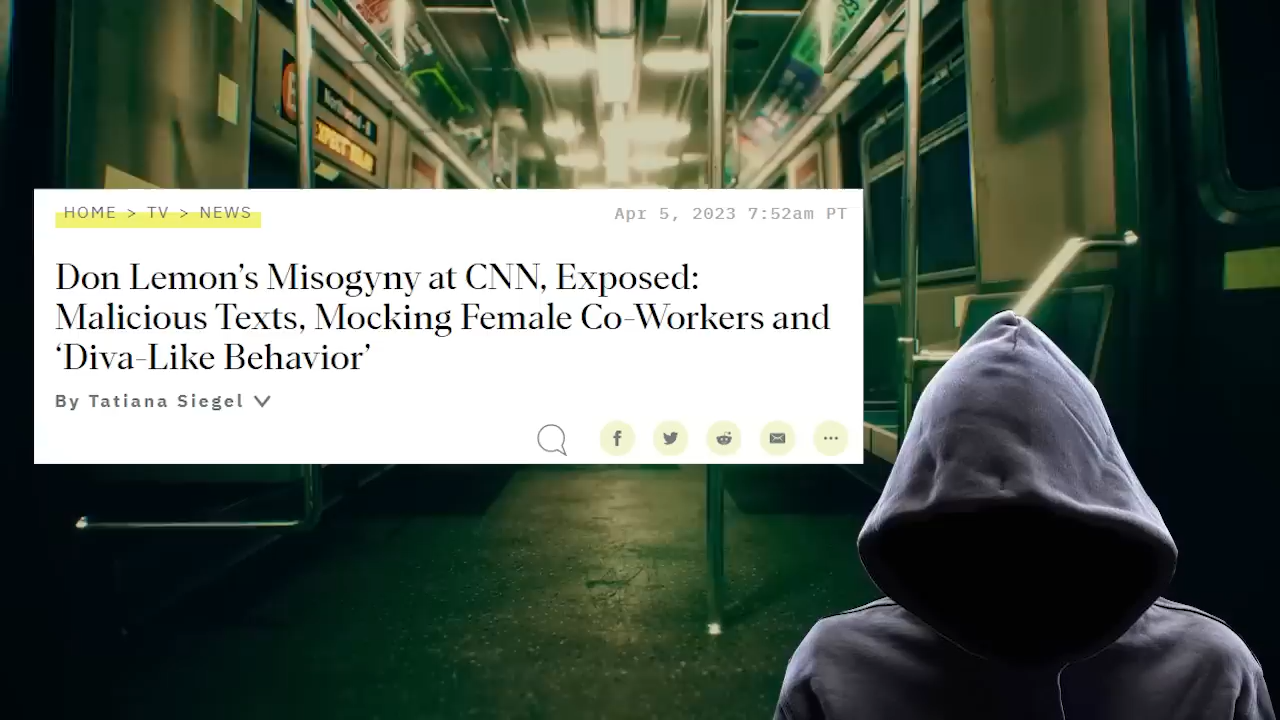 HOME > TV > NEWS
Apr 5, 2023 7:52am PT
Don Lemon’s Misogyny at CNN, Exposed:
Malicious Texts, Mocking Female Co-Workers and
‘Diva-Like Behavior’
By Tatiana Siegel